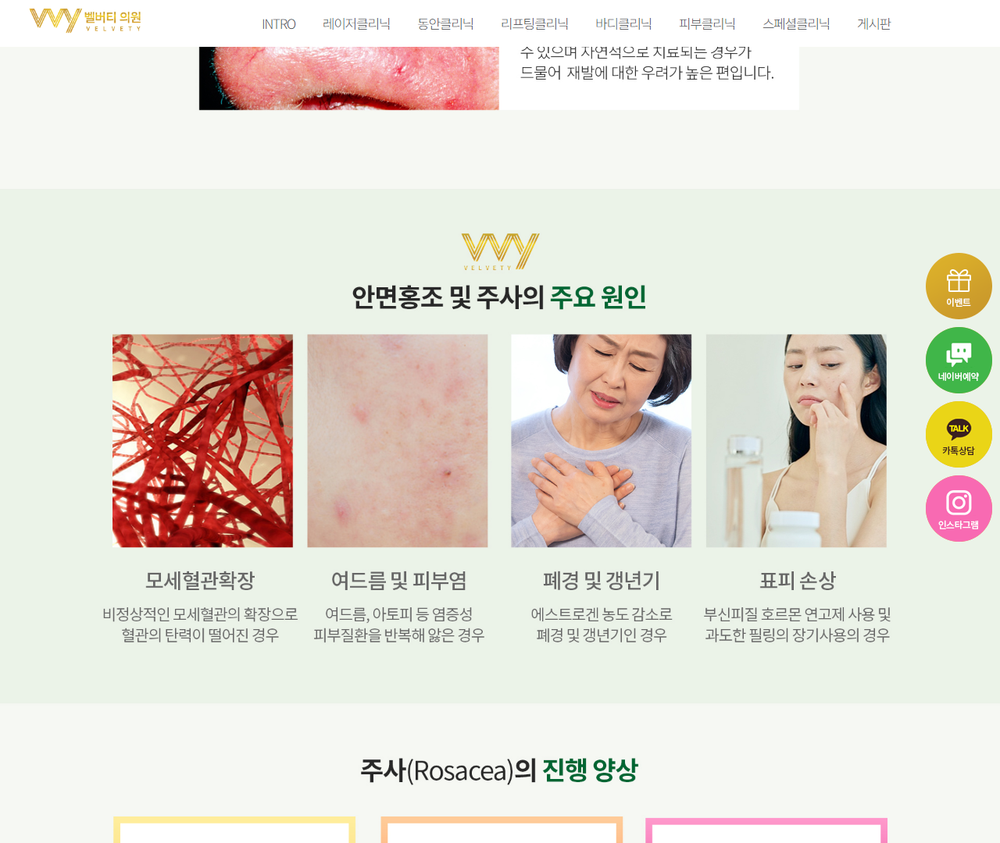 벨버티 의원
VELVETY
INTRO 레이저클리닉 동안클리닉 리프팅클리닉 바디클리닉 피부클리닉 스페셜클리닉 게시판
수 있으며 자연적으로 치료되는 경우가
드물어 재발에 대한 우려가 높은 편입니다.
VELVETY
안면홍조 및 주사의 주요 원인
모세혈관확장
비정상적인 모세혈관의 확장으로
혈관의 탄력이 떨어진 경우
여드름 및 피부염
여드름, 아토피 등 염증성
피부질환을 반복해 앓은 경우
폐경 및 갱년기
에스트로겐 농도 감소로
폐경 및 갱년기인 경우
표피 손상
부신피질 호르몬 연고제 사용 및
과도한 필링의 장기사용의 경우
이벤트
네이버예약
TALK
카톡상담
인스타그램
주사(Rosacea)의 진행 양상